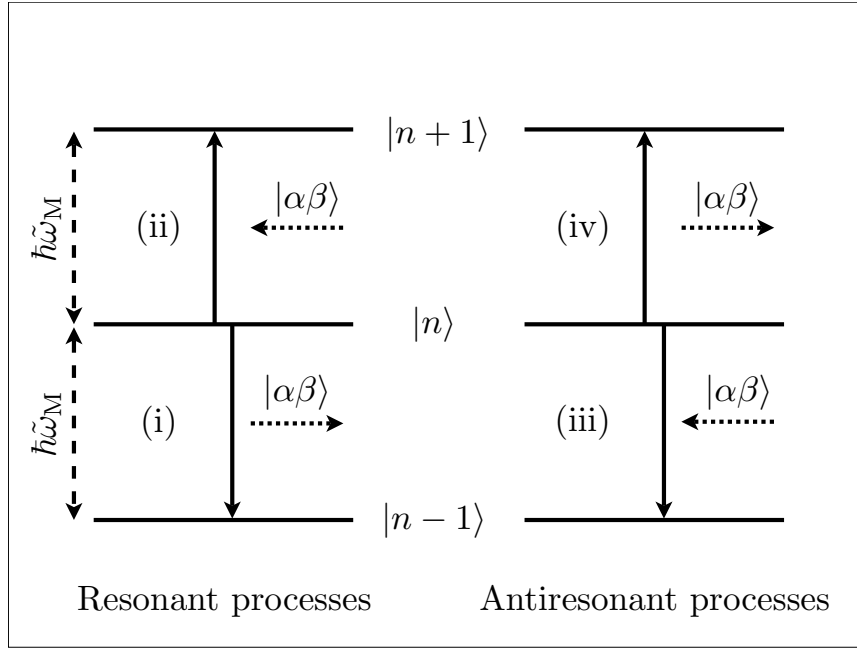 |n + 1⟩
ħω̃_M
(ii)
|αβ⟩
(iv)
|αβ⟩
|n⟩
ħω̃_M
(i)
|αβ⟩
(iii)
|αβ⟩
|n − 1⟩
Resonant processes
Antiresonant processes